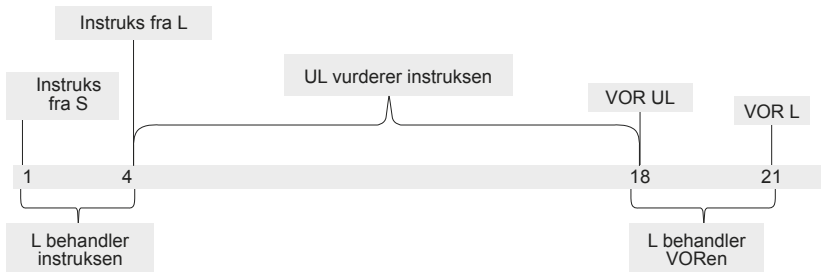 Instruks fra L
Instruks
fra S
UL vurderer instruksen
VOR UL
VOR L
1
4
18
21
L behandler
instruksen
L behandler
VORen